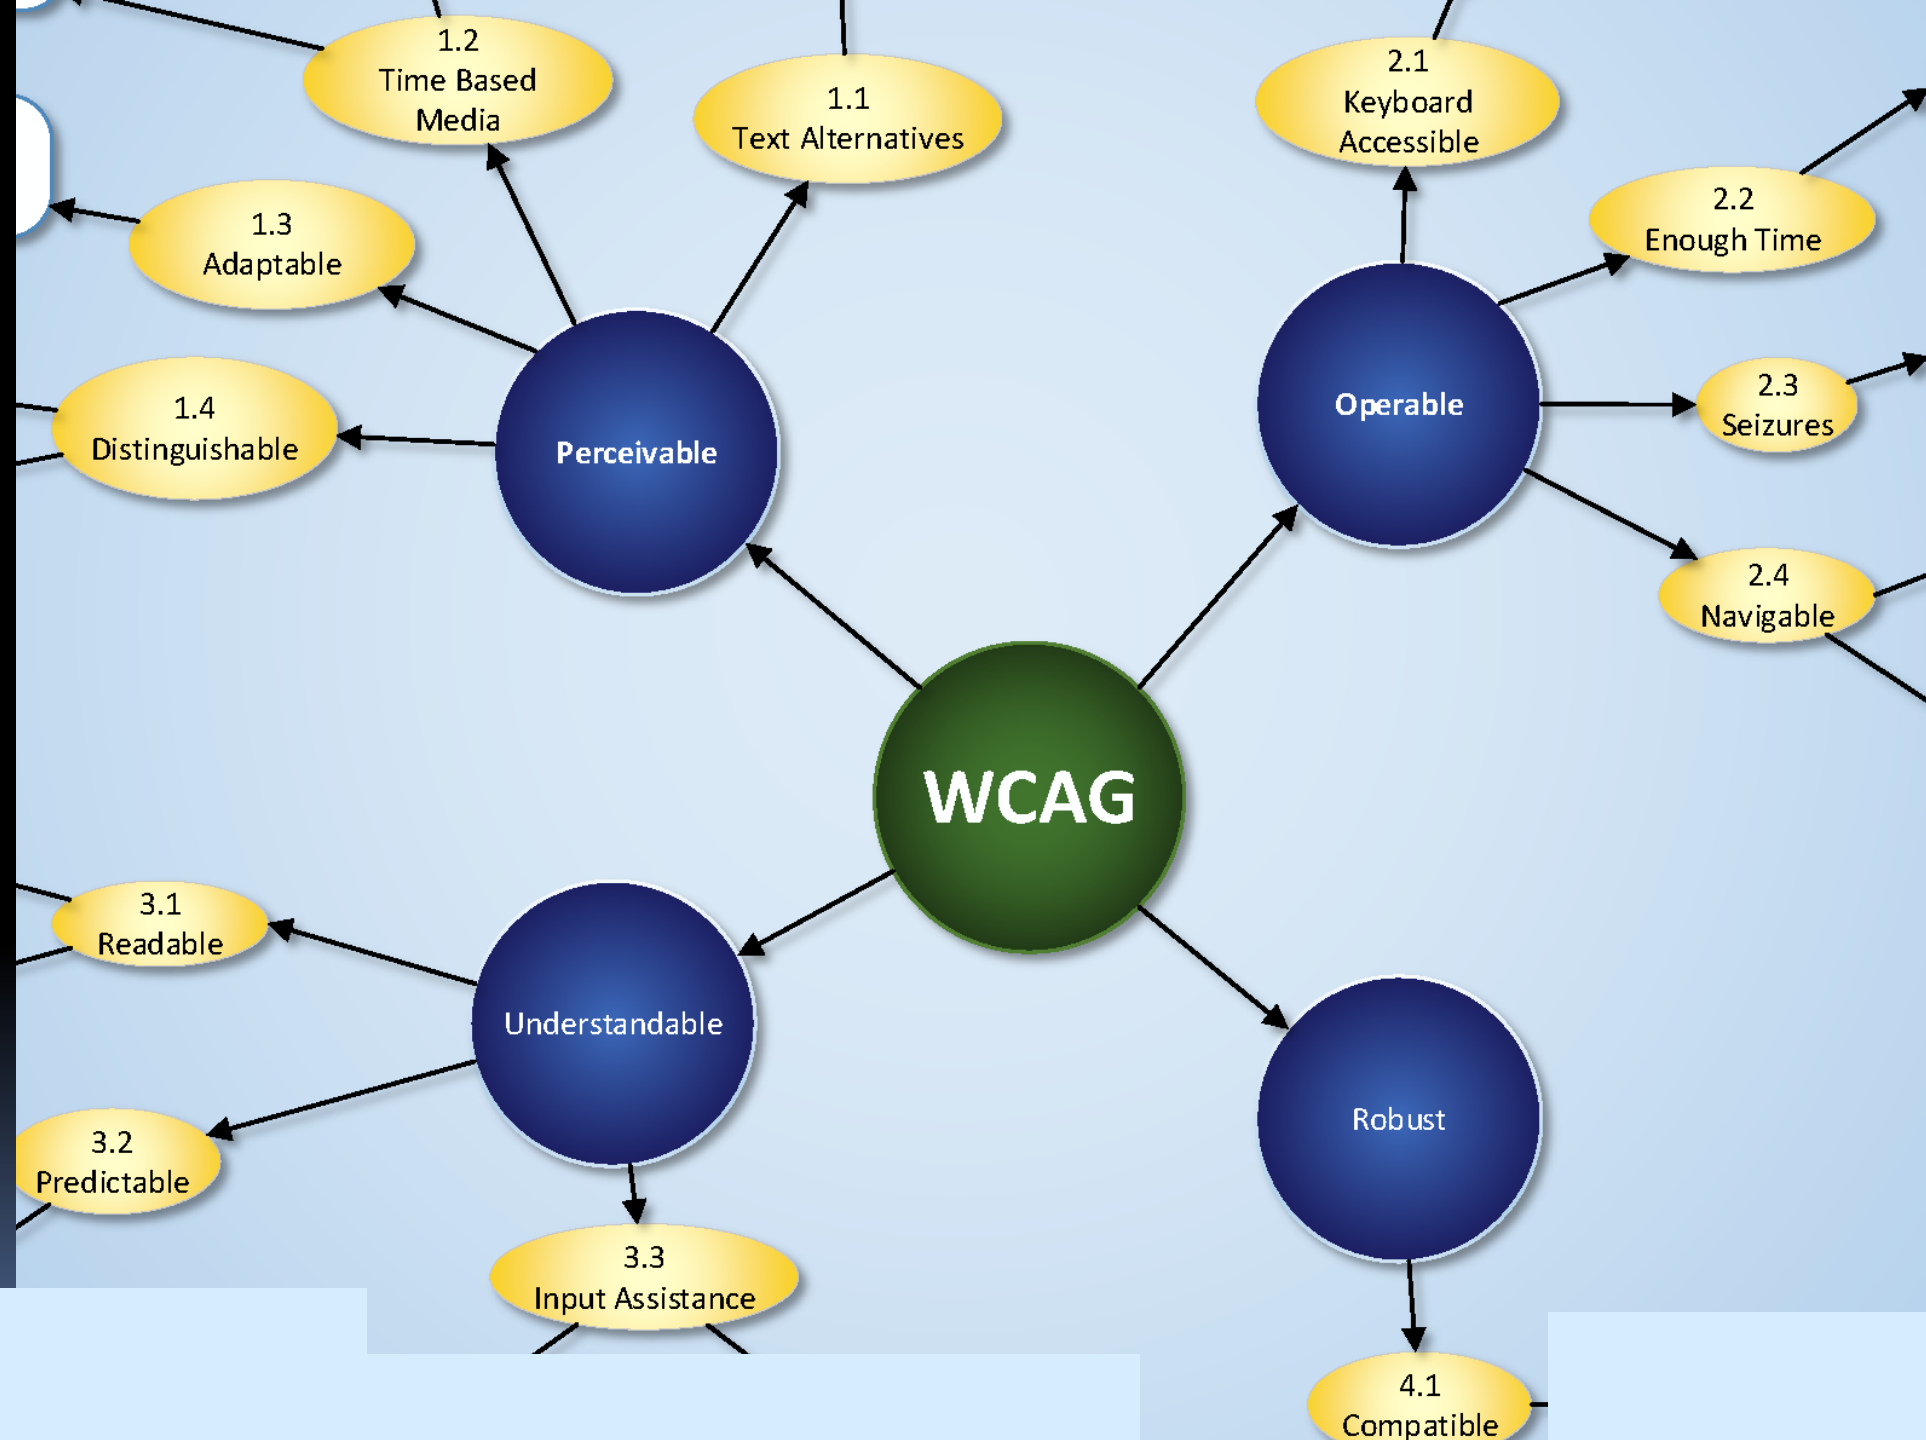 1.2
Time Based
Media
1.1
Text Alternatives
2.1
Keyboard
Accessible
2.2
Enough Time
1.3
Adaptable
1.4
Distinguishable
Perceivable
Operable
2.3
Seizures
2.4
Navigable
WCAG
3.1
Readable
Understandable
3.2
Predictable
Robust
3.3
Input Assistance
4.1
Compatible